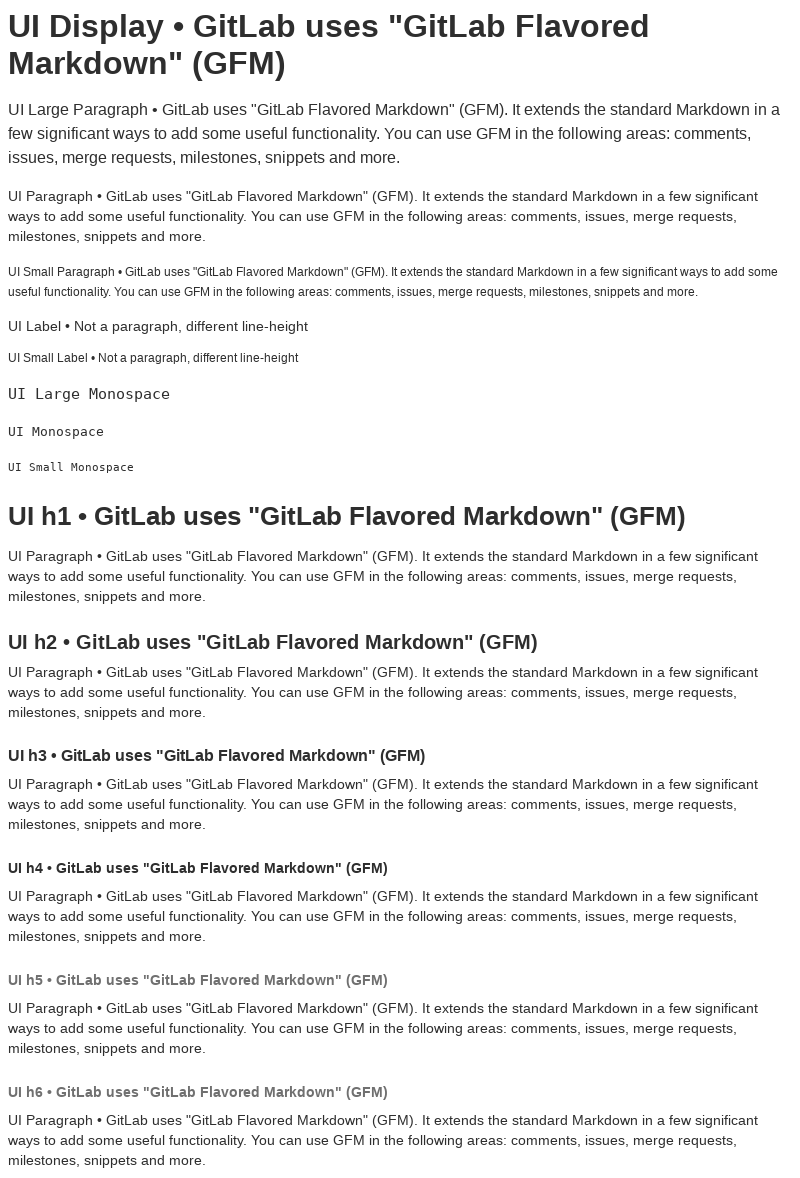 UI Display • GitLab uses "GitLab Flavored
Markdown" (GFM)
UI Large Paragraph • GitLab uses "GitLab Flavored Markdown" (GFM). It extends the standard Markdown in a
few significant ways to add some useful functionality. You can use GFM in the following areas: comments,
issues, merge requests, milestones, snippets and more.
UI Paragraph • GitLab uses "GitLab Flavored Markdown" (GFM). It extends the standard Markdown in a few significant
ways to add some useful functionality. You can use GFM in the following areas: comments, issues, merge requests,
milestones, snippets and more.
UI Small Paragraph • GitLab uses "GitLab Flavored Markdown" (GFM). It extends the standard Markdown in a few significant ways to add some
useful functionality. You can use GFM in the following areas: comments, issues, merge requests, milestones, snippets and more.
UI Label • Not a paragraph, different line-height
UI Small Label • Not a paragraph, different line-height
UI Large Monospace
UI Monospace
UI Small Monospace
UI h1 • GitLab uses "GitLab Flavored Markdown" (GFM)
UI Paragraph • GitLab uses "GitLab Flavored Markdown" (GFM). It extends the standard Markdown in a few significant
ways to add some useful functionality. You can use GFM in the following areas: comments, issues, merge requests,
milestones, snippets and more.
UI h2 • GitLab uses "GitLab Flavored Markdown" (GFM)
UI Paragraph • GitLab uses "GitLab Flavored Markdown" (GFM). It extends the standard Markdown in a few significant
ways to add some useful functionality. You can use GFM in the following areas: comments, issues, merge requests,
milestones, snippets and more.
UI h3 • GitLab uses "GitLab Flavored Markdown" (GFM)
UI Paragraph • GitLab uses "GitLab Flavored Markdown" (GFM). It extends the standard Markdown in a few significant
ways to add some useful functionality. You can use GFM in the following areas: comments, issues, merge requests,
milestones, snippets and more.
UI h4 • GitLab uses "GitLab Flavored Markdown" (GFM)
UI Paragraph • GitLab uses "GitLab Flavored Markdown" (GFM). It extends the standard Markdown in a few significant
ways to add some useful functionality. You can use GFM in the following areas: comments, issues, merge requests,
milestones, snippets and more.
UI h5 • GitLab uses "GitLab Flavored Markdown" (GFM)
UI Paragraph • GitLab uses "GitLab Flavored Markdown" (GFM). It extends the standard Markdown in a few significant
ways to add some useful functionality. You can use GFM in the following areas: comments, issues, merge requests,
milestones, snippets and more.
UI h6 • GitLab uses "GitLab Flavored Markdown" (GFM)
UI Paragraph • GitLab uses "GitLab Flavored Markdown" (GFM). It extends the standard Markdown in a few significant
ways to add some useful functionality. You can use GFM in the following areas: comments, issues, merge requests,
milestones, snippets and more.